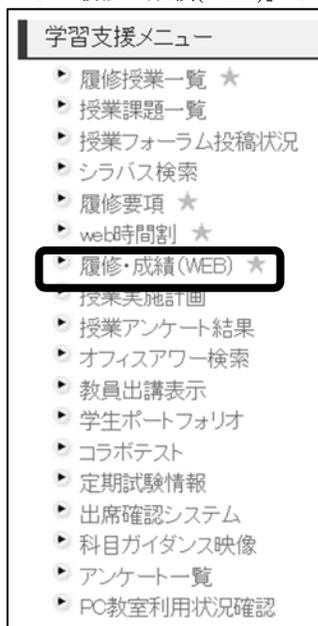 学習支援メニュー
履修授業一覧 ★
授業課題一覧
授業フォーラム投稿状況
シラバス検索
履修要項 ★
web時間割 ★
履修・成績(WEB) ★
授業実施計画
授業アンケート結果
オフィスアワー検索
教員出講表示
学生ポートフォリオ
コラボテスト
定期試験情報
出席確認システム
科目ガイダンス映像
アンケート一覧
PC教室利用状況確認